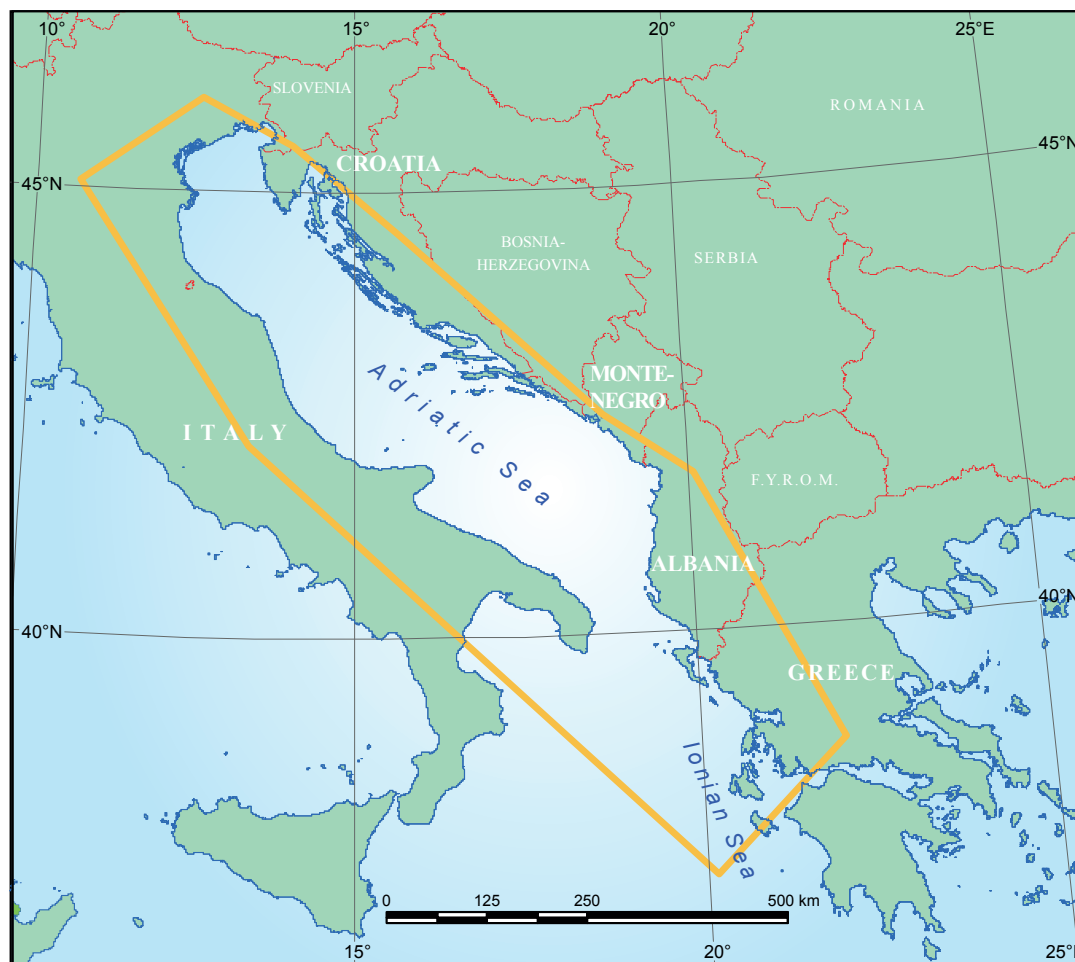 10° 15° 20° 25°E
SLOVENIA
ROMANIA
CROATIA
45°N
45°N
BOSNIA-
HERZEGOVINA
SERBIA
MONTE-
NEGRO
Adriatic Sea
ITALY
F.Y.R.O.M.
ALBANIA
40°N
40°N
GREECE
Ionian Sea
0 125 250 500 km
15° 20° 25°E